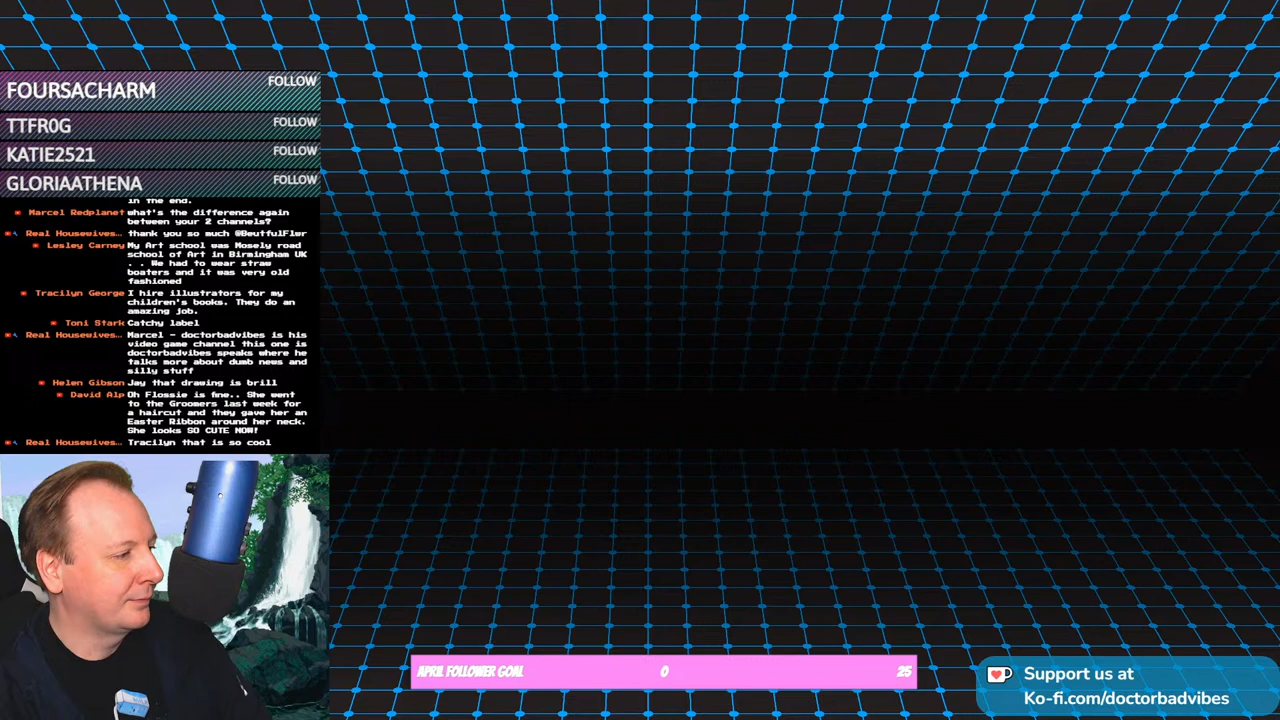 FOURSACHARM FOLLOW
TTFR0G FOLLOW
KATIE2521 FOLLOW
GLORIAATHENA FOLLOW
in the end.
Marcel Redplanet what's the difference again
between your 2 channels?
Real Housewives… thank you so much @BeutfulFlwr
Lesley Carney My Art school was Mosely road
school of Art in Birmingham UK
. . We had to wear straw
boaters and it was very old
fashioned
Tracilyn George I hire illustrators for my
children's books. They do an
amazing job.
Toni Stark Catchy label
Real Housewives… Marcel - doctorbadvibes is his
video game channel this one is
doctorbadvibes speaks where he
talks more about dumb news and
silly stuff
Helen Gibson Jay that drawing is brill
David Alp Oh Flossie is fine.. She went
to the Groomers last week for
a haircut and they gave her an
Easter Ribbon around her neck.
She looks SO CUTE NOW!
Real Housewives… Tracilyn that is so cool
APRIL FOLLOWER GOAL 0 25
Support us at
Ko-fi.com/doctorbadvibes